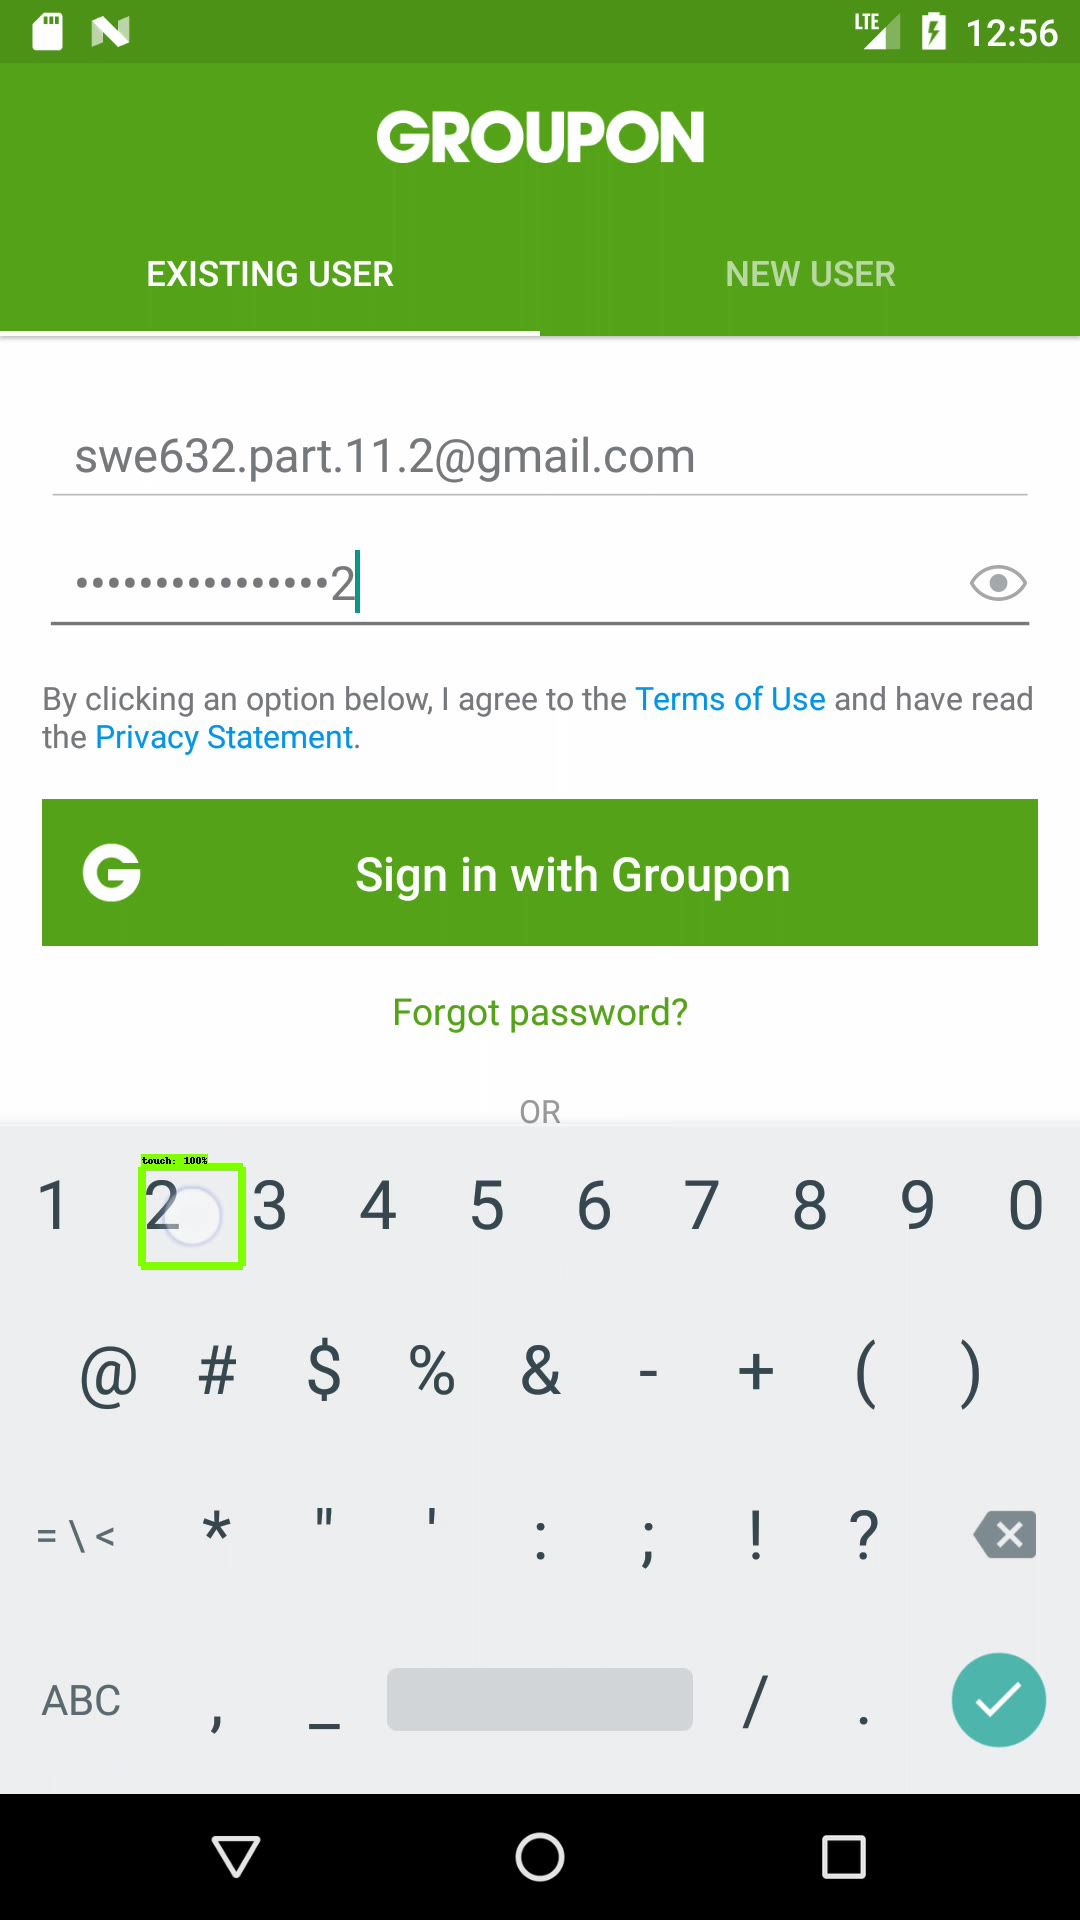 LTE 12:56
GROUPON
EXISTING USER NEW USER
swe632.part.11.2@gmail.com
••••••••••••••••2
By clicking an option below, I agree to the Terms of Use and have read
the Privacy Statement.
G Sign in with Groupon
Forgot password?
OR
touch: 100%
1 2 3 4 5 6 7 8 9 0
@ # $ % & - + ( )
= \ < * " ' : ; ! ?
ABC , _ / .